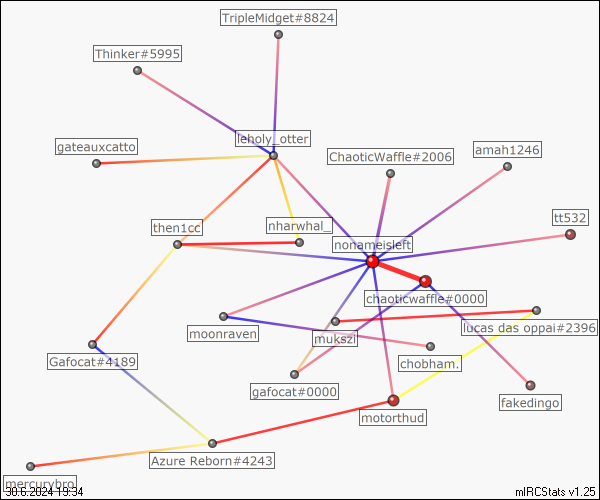 TripleMidget#8824
Thinker#5995
leholy_otter
gateauxcatto
ChaoticWaffle#2006
amah1246
tt532
then1cc
nharwhal_
nonameisleft
chaoticwaffle#0000
moonraven
mukszi
lucas das oppai#2396
Gafocat#4189
chobham.
gafocat#0000
fakedingo
motorthud
Azure Reborn#4243
mercurybro
30.6.2024 19:34
mIRCStats v1.25